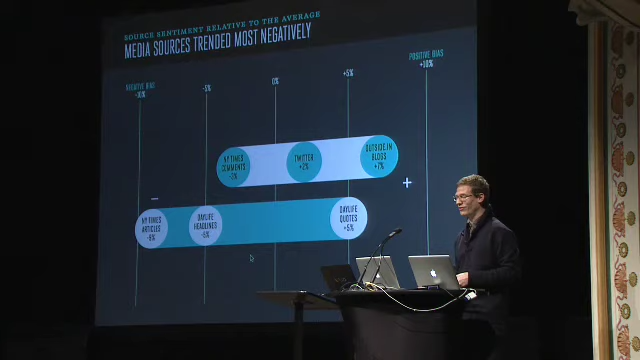 SOURCE SENTIMENT RELATIVE TO THE AVERAGE
MEDIA SOURCES TRENDED MOST NEGATIVELY
NEGATIVE BIAS
-10%
-5%
0%
+5%
POSITIVE BIAS
+10%
NY TIMES
COMMENTS
-3%
TWITTER
+2%
OUTSIDE.IN
BLOGS
+7%
–
+
NY TIMES
ARTICLES
DAYLIFE
HEADLINES
-5%
DAYLIFE
QUOTES
+5%